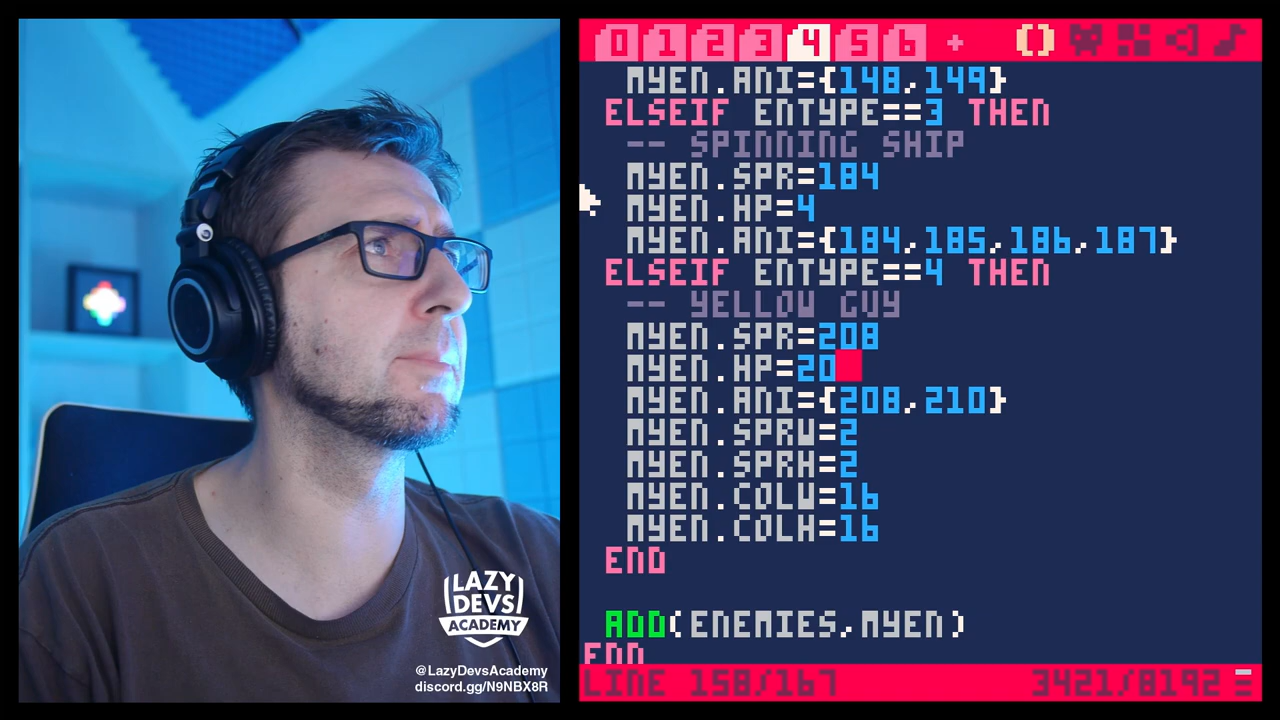 LAZY
DEVS
ACADEMY
@LazyDevsAcademy
discord.gg/N9NBX8R
0 1 2 3 4 5 6 + ()
MYEN.ANI={148,149}
ELSEIF ENTYPE==3 THEN
-- SPINNING SHIP
MYEN.SPR=184
MYEN.HP=4
MYEN.ANI={184,185,186,187}
ELSEIF ENTYPE==4 THEN
-- YELLOW GUY
MYEN.SPR=208
MYEN.HP=20
MYEN.ANI={208,210}
MYEN.SPRW=2
MYEN.SPRH=2
MYEN.COLW=16
MYEN.COLH=16
END
ADD(ENEMIES,MYEN)
END
LINE 158/167 3421/8192